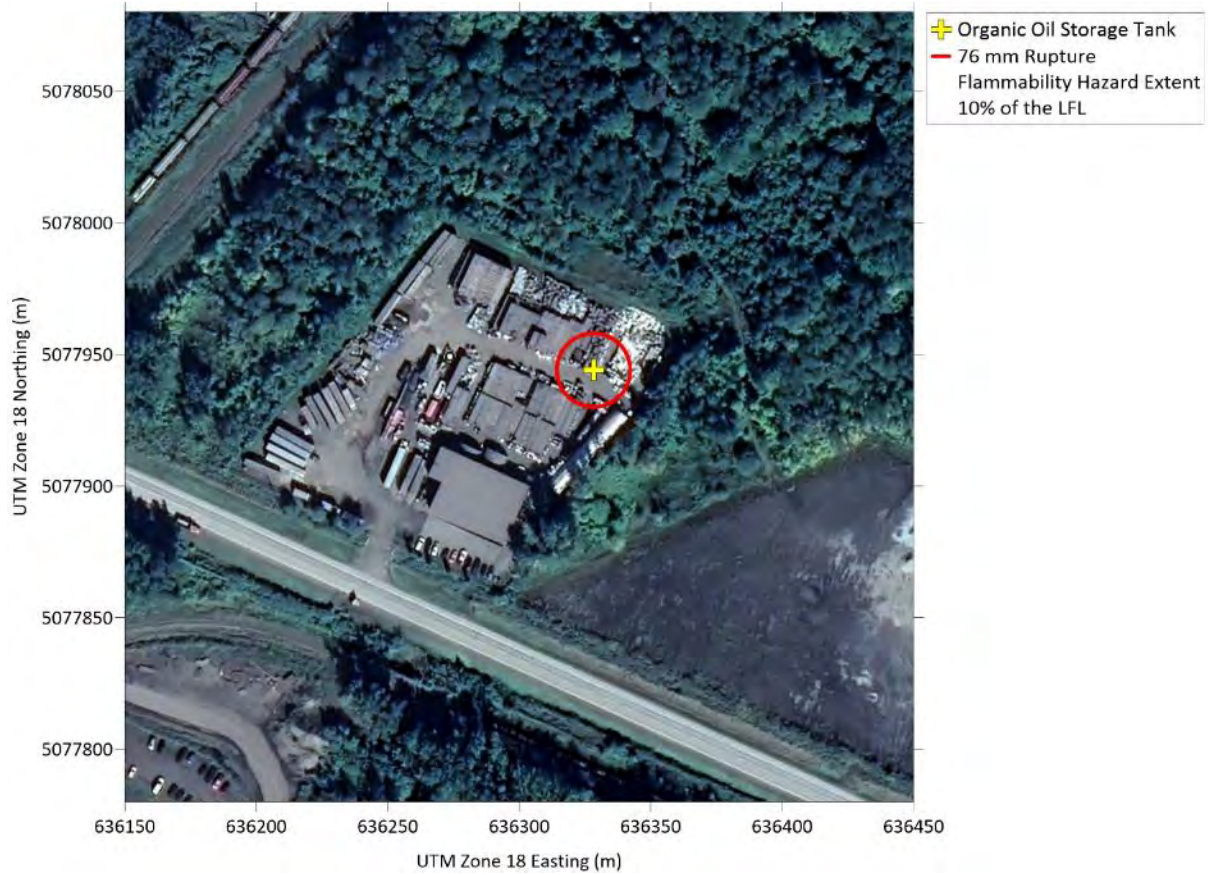 Organic Oil Storage Tank
76 mm Rupture
Flammability Hazard Extent
10% of the LFL
5078050
5078000
5077950
5077900
5077850
5077800
UTM Zone 18 Northing (m)
636150 636200 636250 636300 636350 636400 636450
UTM Zone 18 Easting (m)